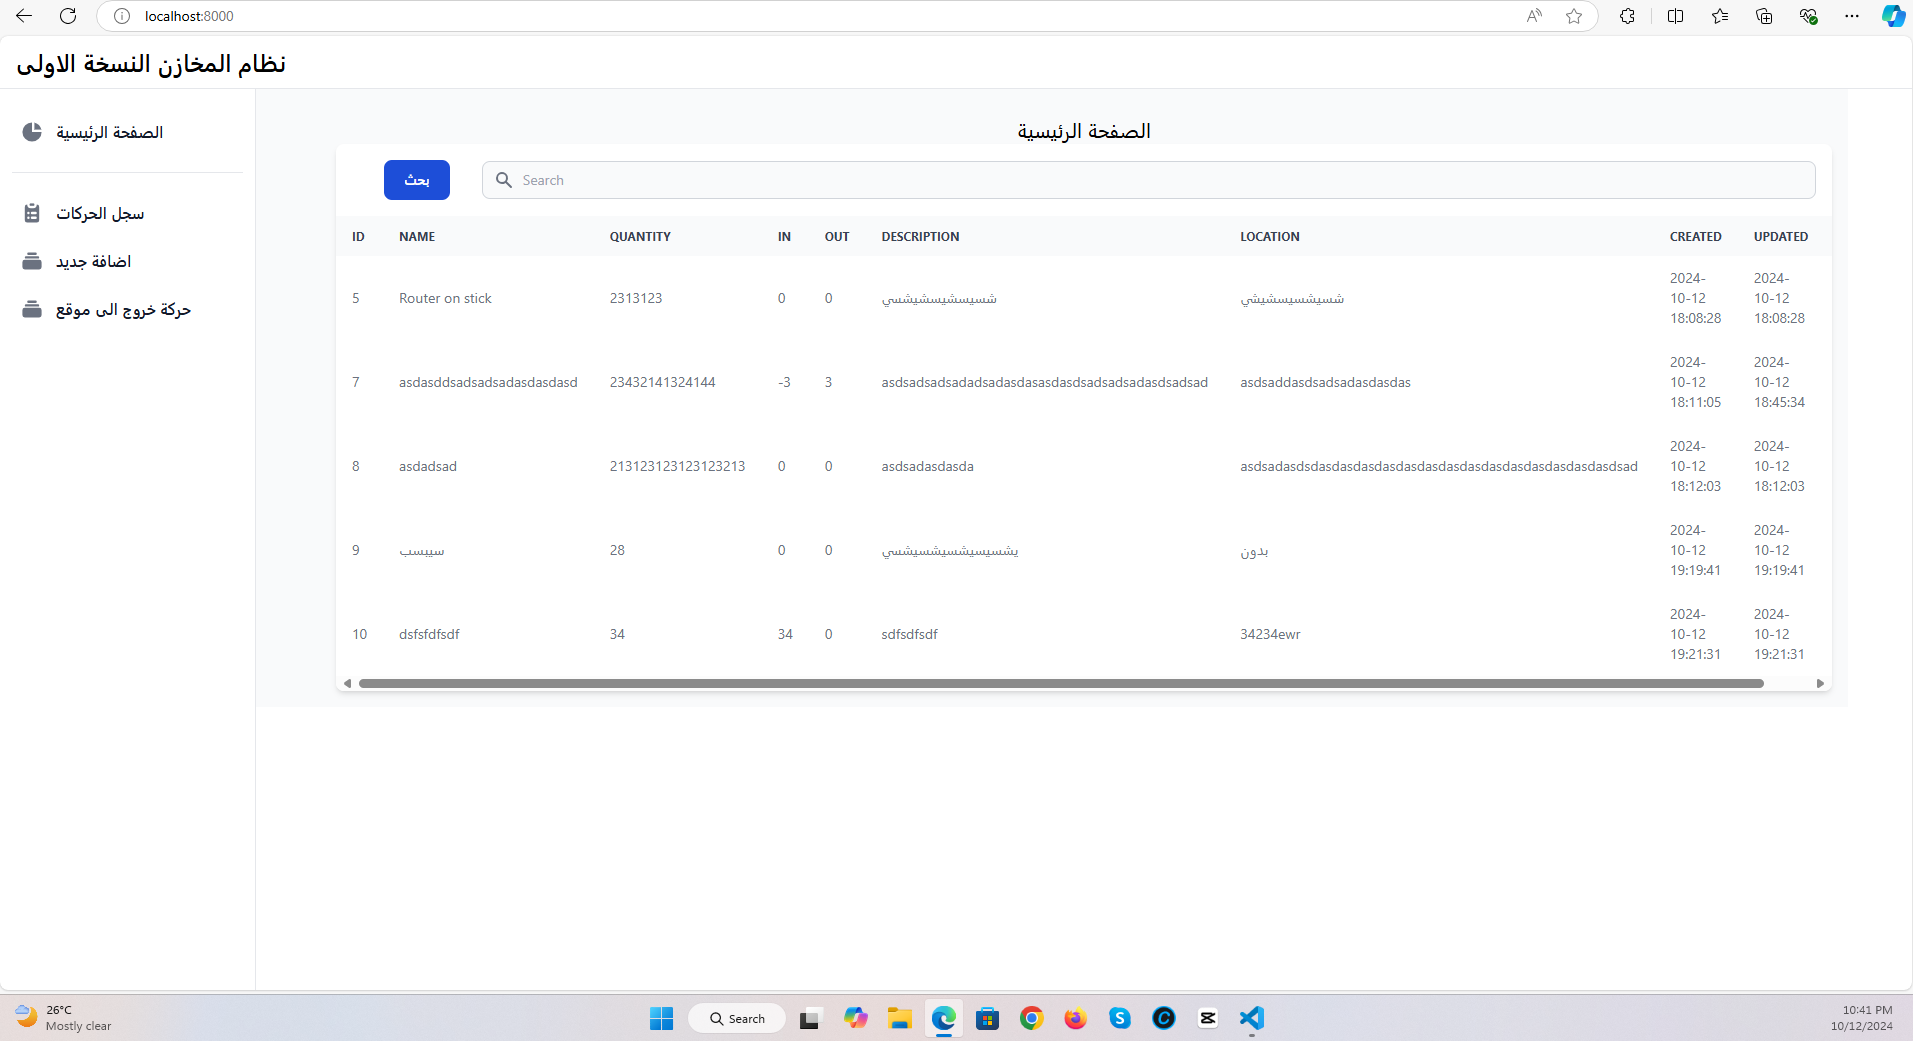 localhost:8000
نظام المخازن النسخة الاولى
الصفحة الرئيسية
سجل الحركات
اضافة جديد
حركة خروج الى موقع
الصفحة الرئيسية
بحث
Search
ID NAME QUANTITY IN OUT DESCRIPTION LOCATION CREATED UPDATED
5 Router on stick 2313123 0 0 شسيسشيسشيشسي شسيشسيسشيشي 2024-10-12 18:08:28 2024-10-12 18:08:28
7 asdasddsadsadsadasdasdasd 23432141324144 -3 3 asdsadsadsadadsadasdasasdasdsadsadsadasdsadsad asdsaddasdsadsadasdasdas 2024-10-12 18:11:05 2024-10-12 18:45:34
8 asdadsad 213123123123123213 0 0 asdsadasdasda asdsadasdsdasdasdasdasdasdasdasdasdasdasdasdasdasdasdsad 2024-10-12 18:12:03 2024-10-12 18:12:03
9 سيبسب 28 0 0 يشسيسيشسيشسيشسي بدون 2024-10-12 19:19:41 2024-10-12 19:19:41
10 dsfsfdfsdf 34 34 0 sdfsdfsdf 34234ewr 2024-10-12 19:21:31 2024-10-12 19:21:31
26°C
Mostly clear
Search
10:41 PM
10/12/2024